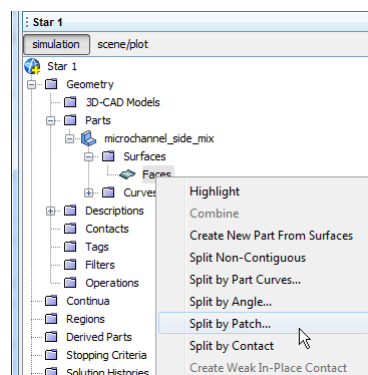 Star 1
simulation scene/plot
Star 1
Geometry
3D-CAD Models
Parts
microchannel_side_mix
Surfaces
Faces
Curves
Descriptions
Contacts
Tags
Filters
Operations
Continua
Regions
Derived Parts
Stopping Criteria
Solution Histories
Highlight
Combine
Create New Part From Surfaces
Split Non-Contiguous
Split by Part Curves...
Split by Angle...
Split by Patch...
Split by Contact
Create Weak In-Place Contact